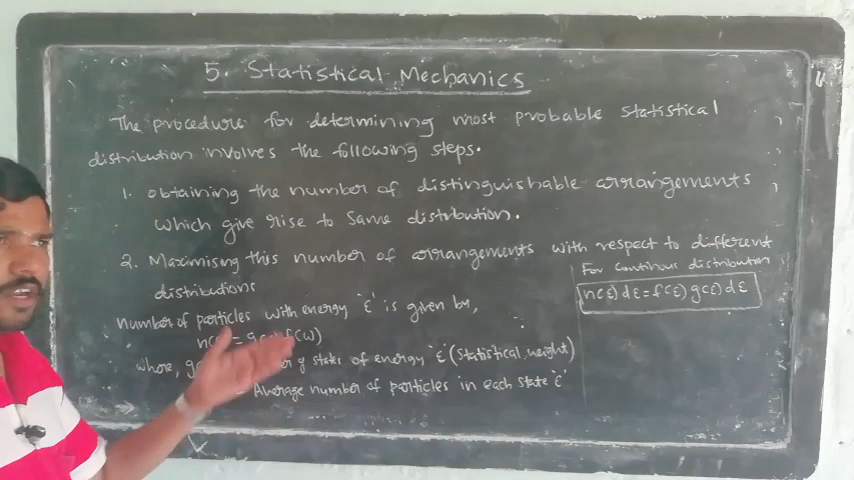 5. Statistical Mechanics
The procedure for determining most probable statistical
distribution involves the following steps.
1. obtaining the number of distinguishable arrangements
which give rise to same distribution.
2. Maximising this number of arrangements with respect to different
distributions
For continous distribution
n(ε) dε = f(ε) g(ε) dε
number of particles with energy 'ε' is given by,
where, states of energy 'ε' (statistical weight)
Average number of particles in each state 'ε'